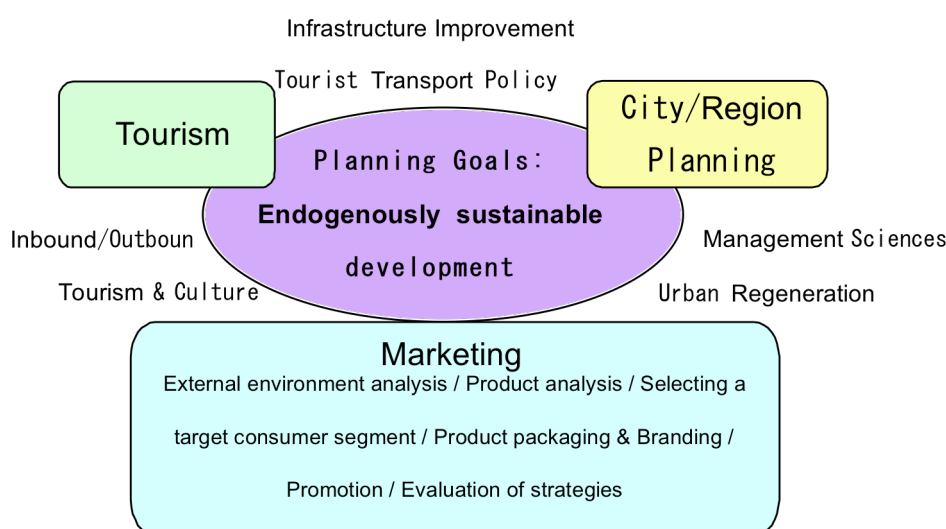 Infrastructure Improvement
Tourist Transport Policy
Tourism
City/Region
Planning
Planning Goals:
Endogenously sustainable
development
Inbound/Outboun
Tourism & Culture
Management Sciences
Urban Regeneration
Marketing
External environment analysis / Product analysis / Selecting a
target consumer segment / Product packaging & Branding /
Promotion / Evaluation of strategies